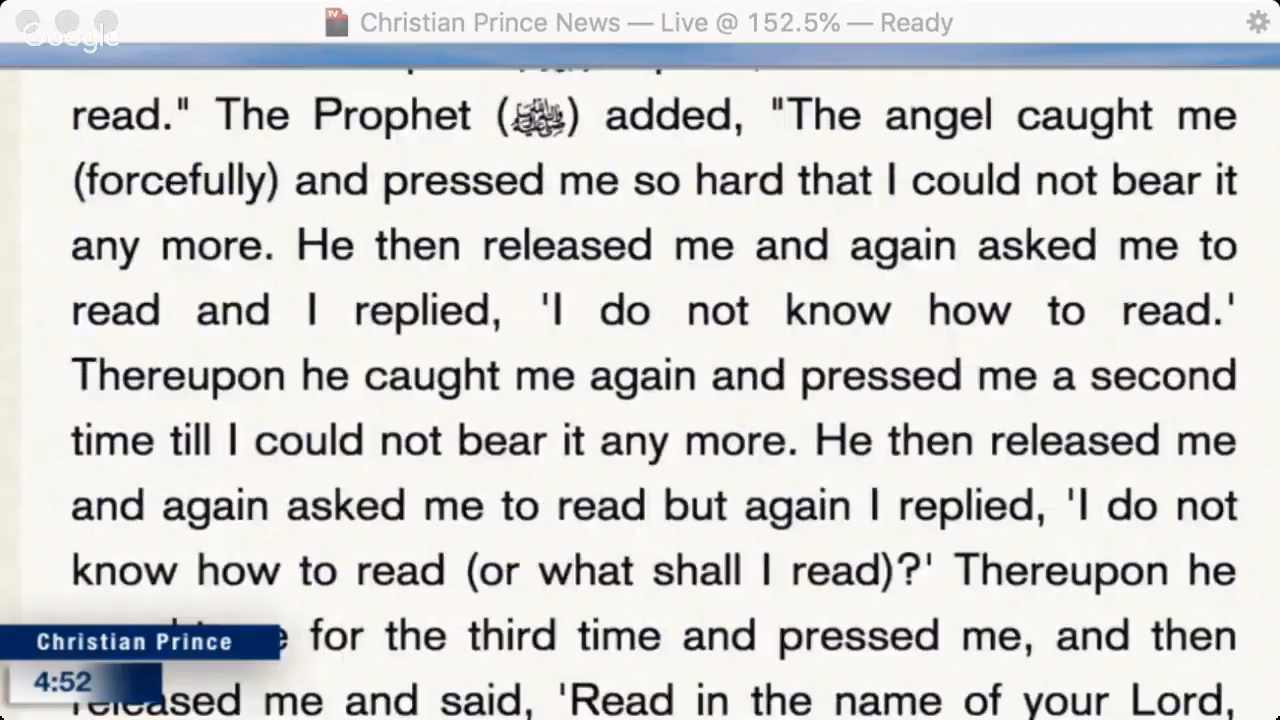 Google
Christian Prince News — Live @ 152.5% — Ready
read." The Prophet (ﷺ) added, "The angel caught me
(forcefully) and pressed me so hard that I could not bear it
any more. He then released me and again asked me to
read and I replied, 'I do not know how to read.'
Thereupon he caught me again and pressed me a second
time till I could not bear it any more. He then released me
and again asked me to read but again I replied, 'I do not
know how to read (or what shall I read)?' Thereupon he
for the third time and pressed me, and then
released me and said, 'Read in the name of your Lord,
Christian Prince
4:52